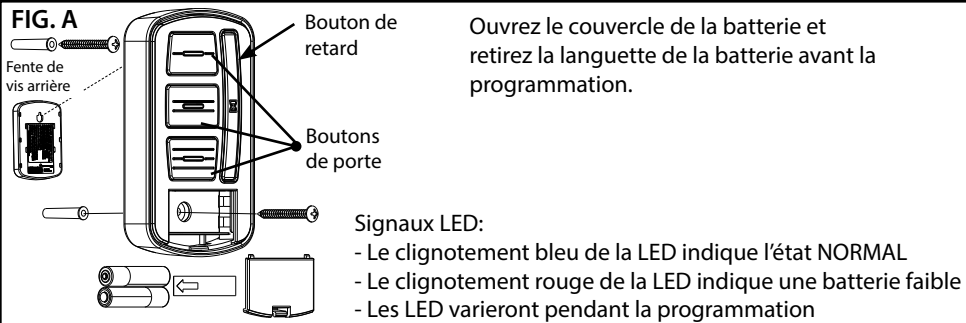 FIG. A
Bouton de
retard
Fente de
vis arrière
Boutons
de porte
Ouvrez le couvercle de la batterie et
retirez la languette de la batterie avant la
programmation.
Signaux LED:
- Le clignotement bleu de la LED indique l’état NORMAL
- Le clignotement rouge de la LED indique une batterie faible
- Les LED varieront pendant la programmation